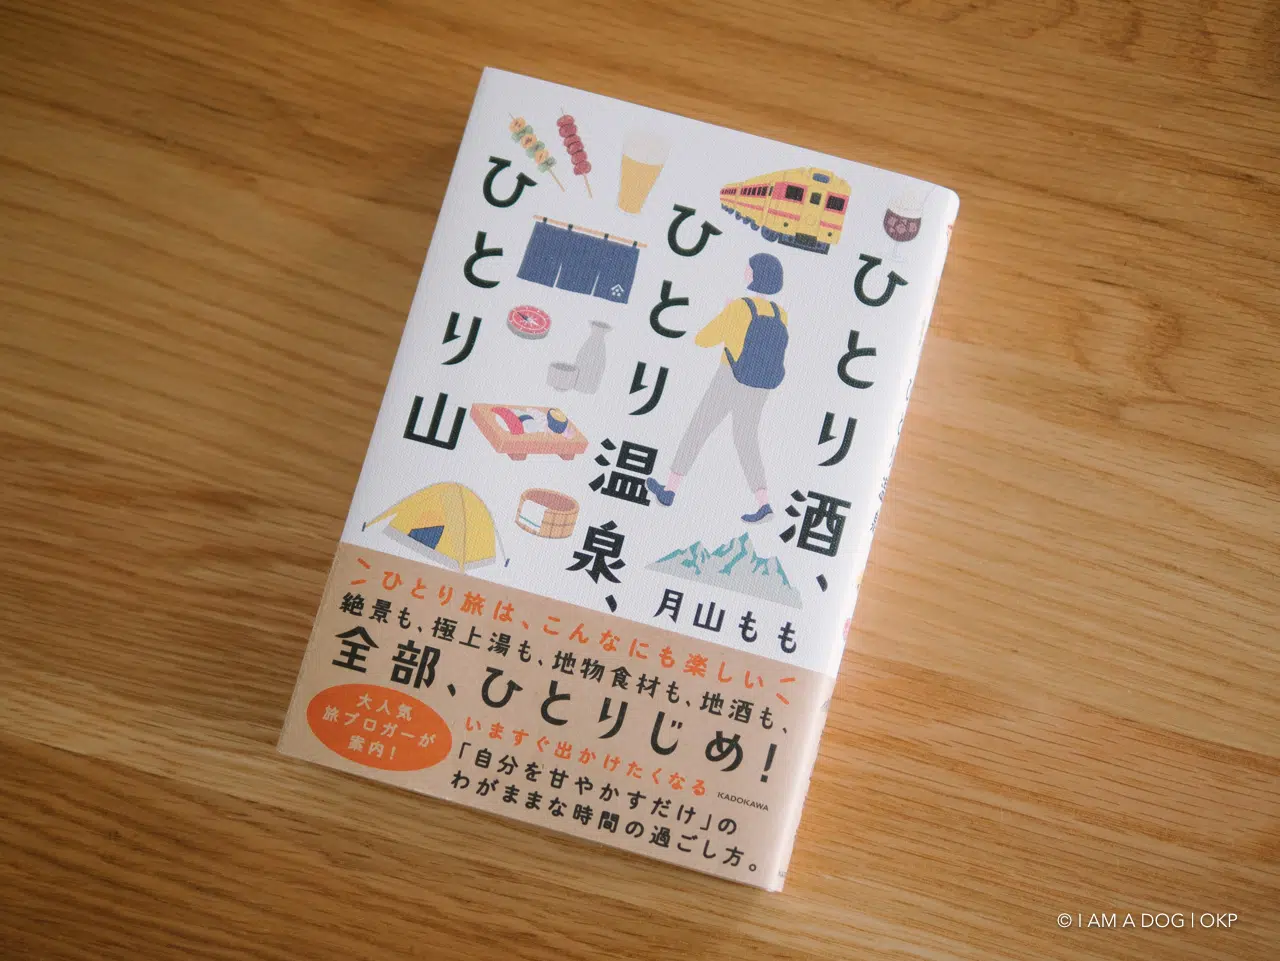 ひとり酒、
ひとり温泉、
ひとり山
月山もも
ひとり旅は、こんなにも楽しい
絶景も、極上湯も、地物食材も、地酒も、
全部、ひとりじめ!
大人気
旅ブロガーが
案内!
いますぐ出かけたくなる
「自分を甘やかすだけ」の
わがままな時間の過ごし方。
KADOKAWA
© I AM A DOG | OKP